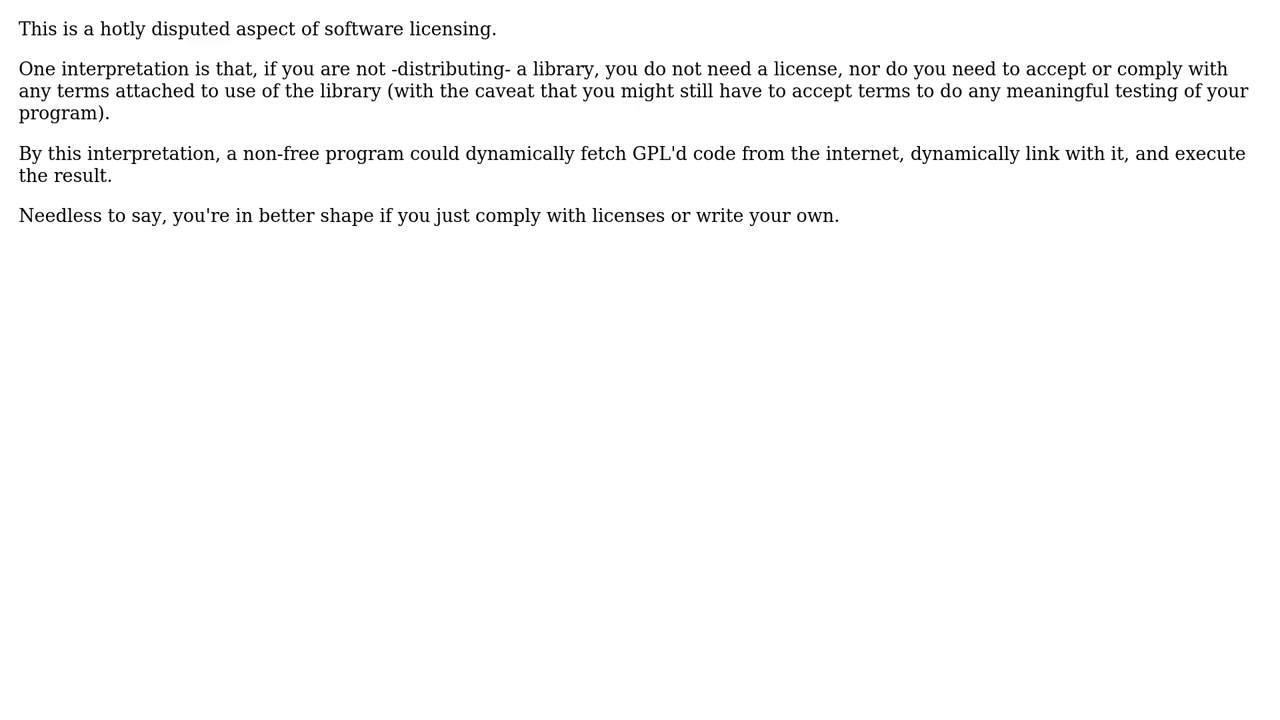 This is a hotly disputed aspect of software licensing.
One interpretation is that, if you are not -distributing- a library, you do not need a license, nor do you need to accept or comply with
any terms attached to use of the library (with the caveat that you might still have to accept terms to do any meaningful testing of your
program).
By this interpretation, a non-free program could dynamically fetch GPL'd code from the internet, dynamically link with it, and execute
the result.
Needless to say, you're in better shape if you just comply with licenses or write your own.